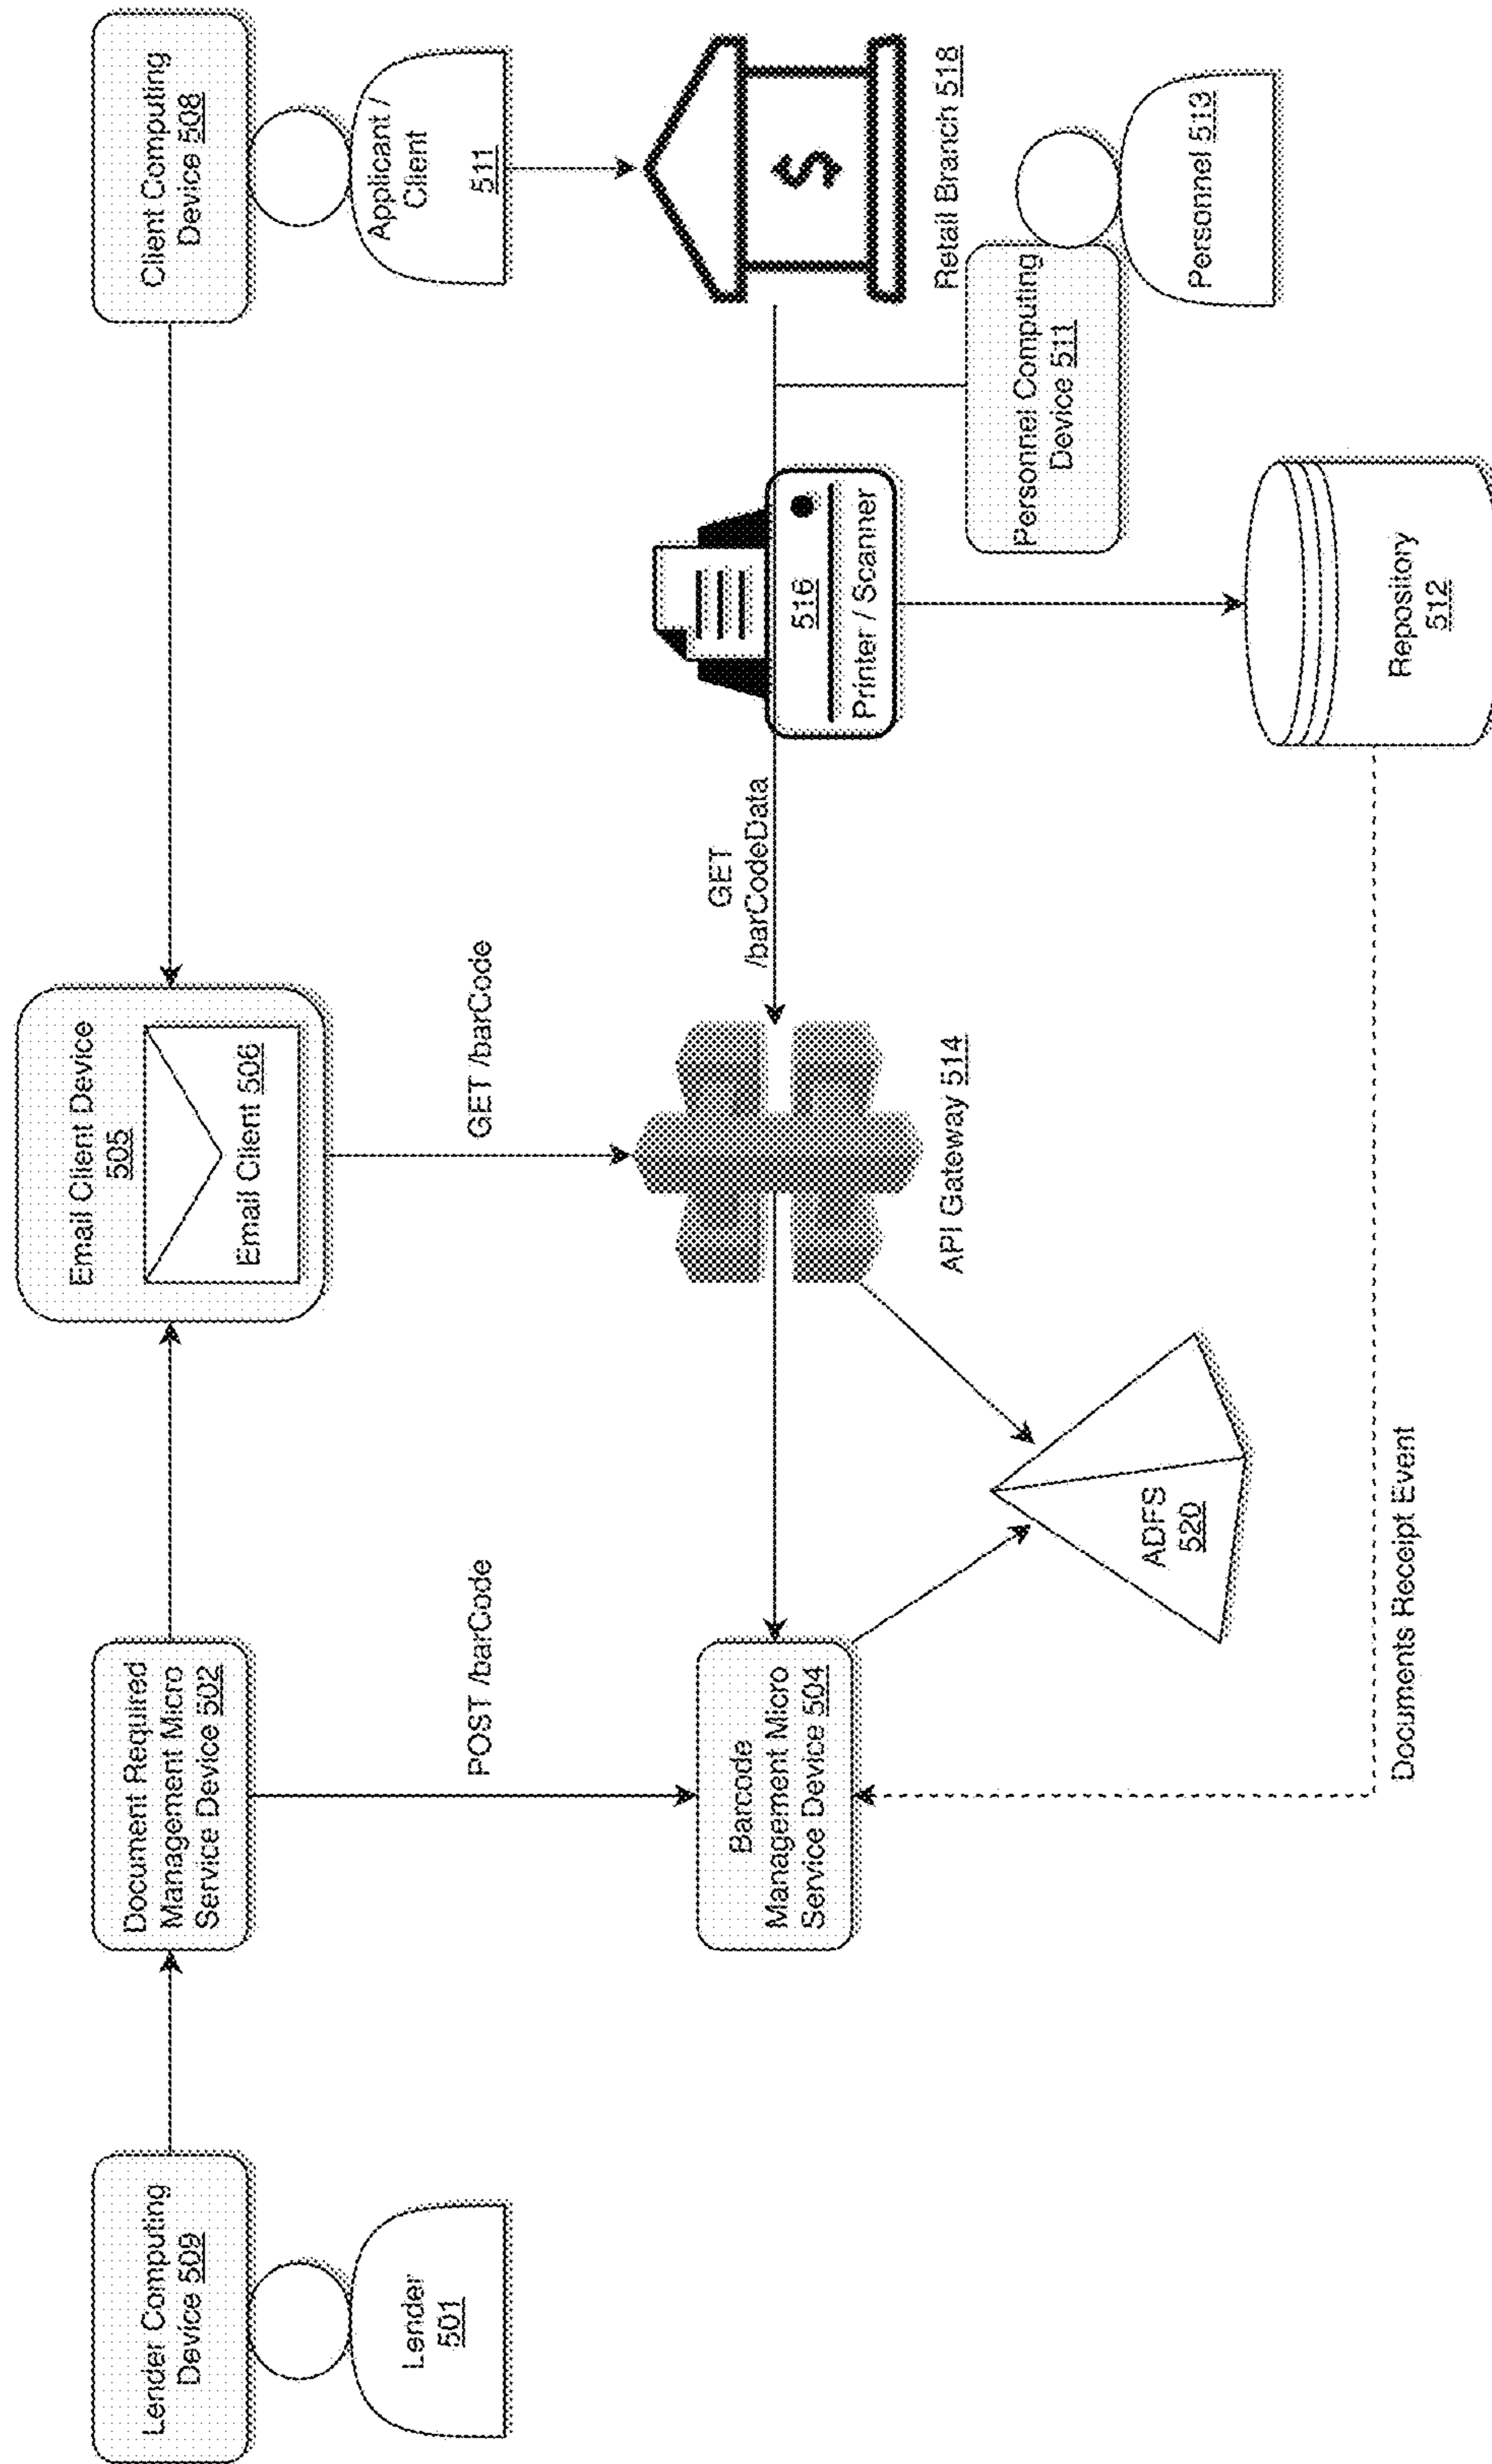 Lender Computing
Device 509
Lender
501
Document Required
Management Micro
Service Device 502
Email Client Device
505
Email Client 506
Client Computing
Device 508
Applicant /
Client
511
POST /barCode
GET /barCode
Barcode
Management Micro
Service Device 504
API Gateway 514
GET
/barCodeData
516
Printer / Scanner
Retail Branch 518
Personnel Computing
Device 511
Personnel 513
ADFS
520
Repository
512
Documents Receipt Event